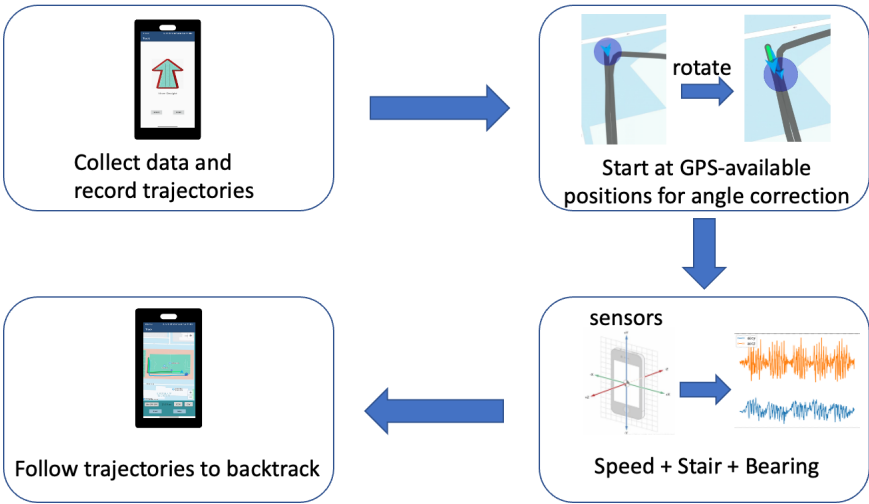 Collect data and
record trajectories
rotate
Start at GPS-available
positions for angle correction
sensors
Speed + Stair + Bearing
Follow trajectories to backtrack